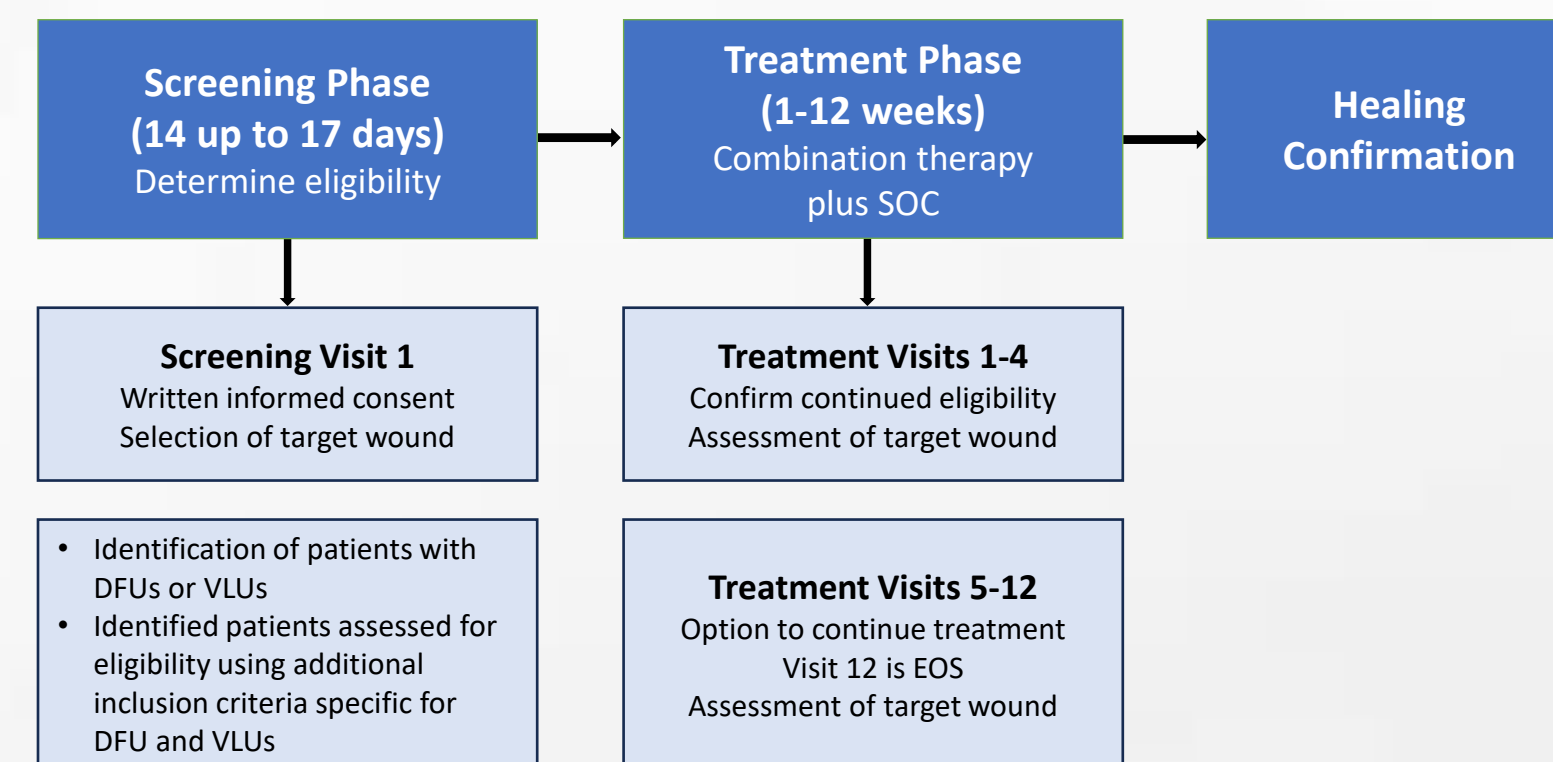 Screening Phase
(14 up to 17 days)
Determine eligibility
Treatment Phase
(1-12 weeks)
Combination therapy
plus SOC
Healing
Confirmation
Screening Visit 1
Written informed consent
Selection of target wound
Treatment Visits 1-4
Confirm continued eligibility
Assessment of target wound
• Identification of patients with
DFUs or VLUs
• Identified patients assessed for
eligibility using additional
inclusion criteria specific for
DFU and VLUs
Treatment Visits 5-12
Option to continue treatment
Visit 12 is EOS
Assessment of target wound